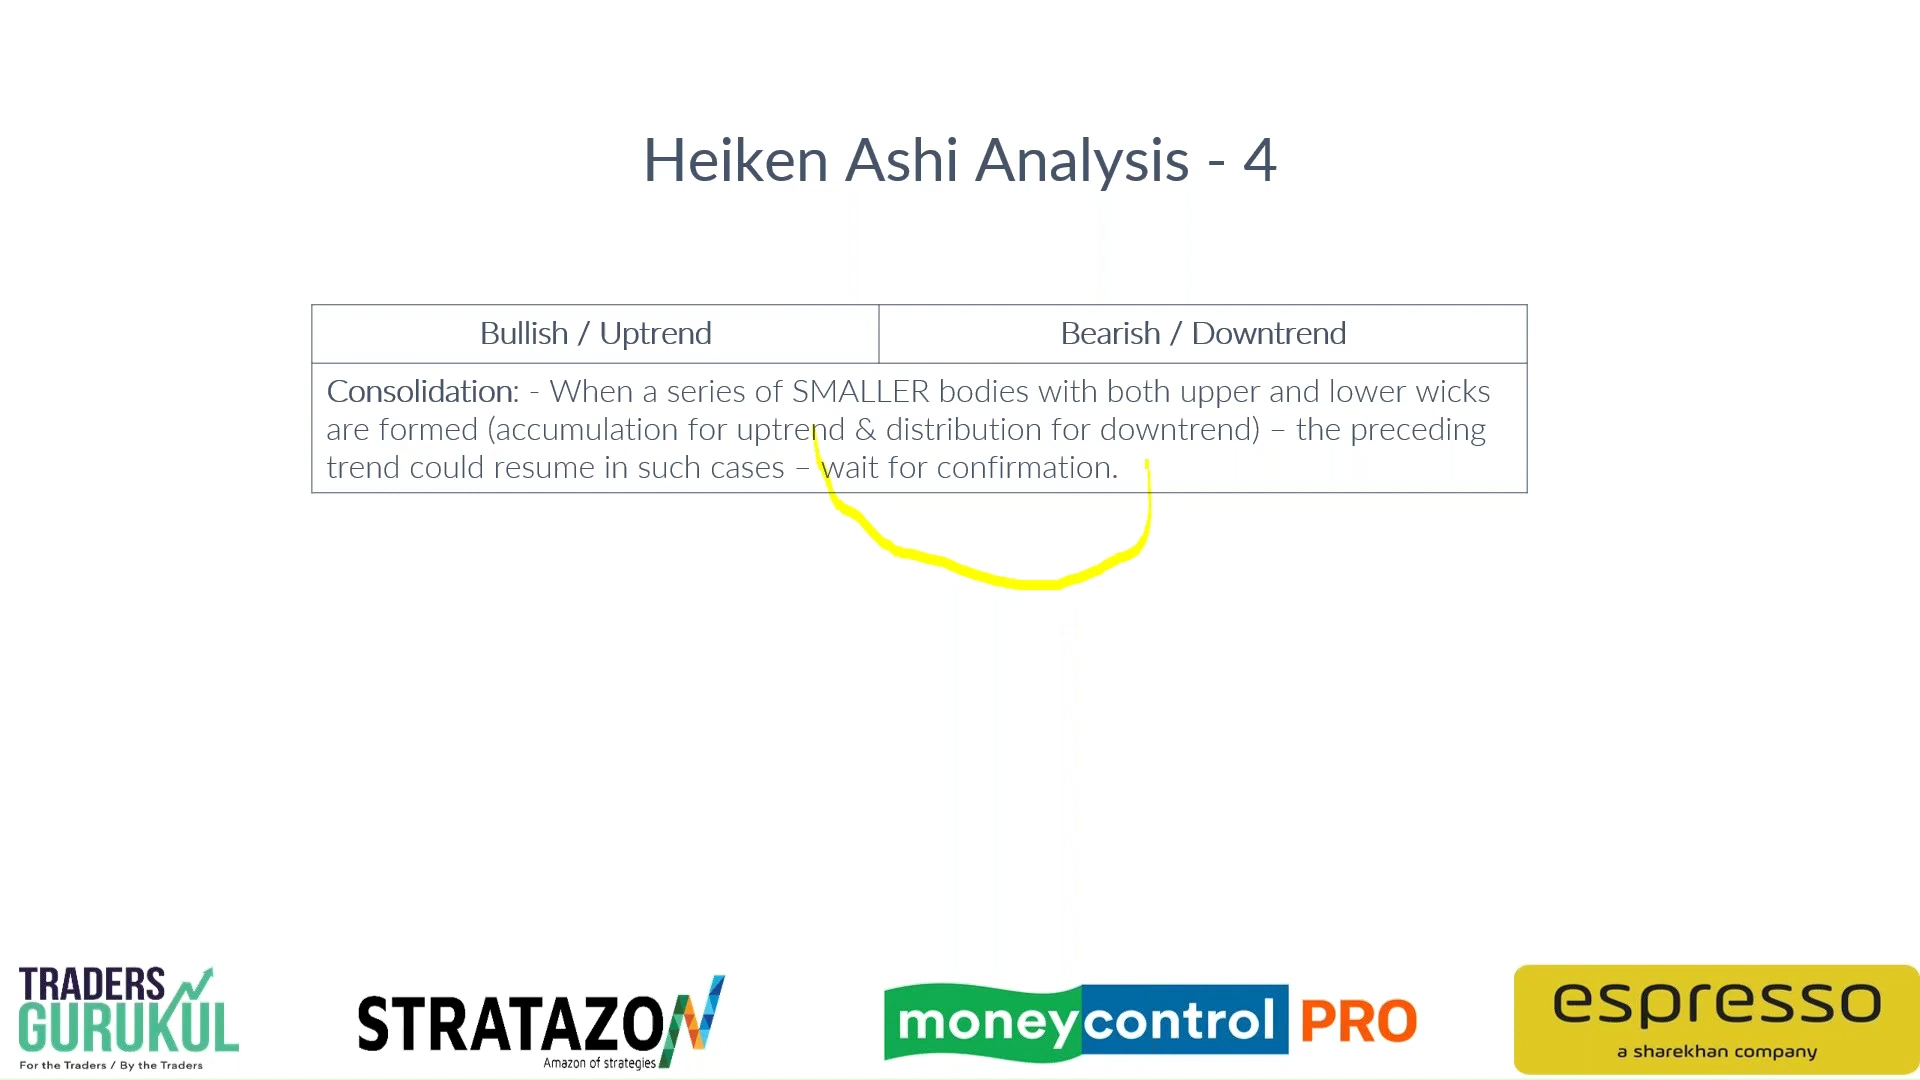 Heiken Ashi Analysis - 4
Bullish / Uptrend
Bearish / Downtrend
Consolidation: - When a series of SMALLER bodies with both upper and lower wicks
are formed (accumulation for uptrend & distribution for downtrend) – the preceding
trend could resume in such cases – wait for confirmation.
TRADERS
GURUKUL
For the Traders / By the Traders
STRATAZON
Amazon of strategies
moneycontrol PRO
espresso
a sharekhan company